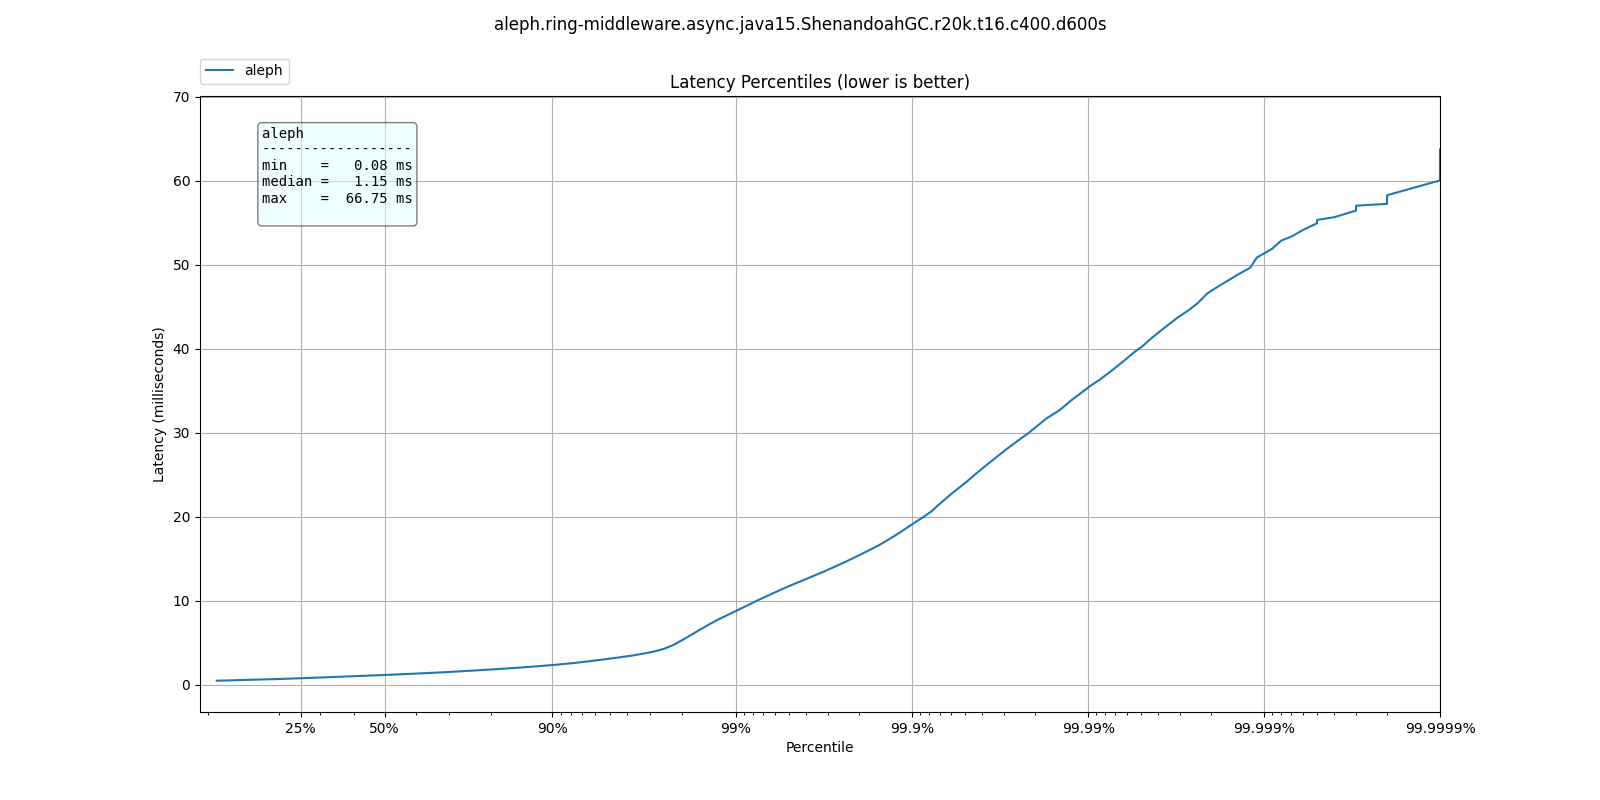 aleph.ring-middleware.async.java15.ShenandoahGC.r20k.t16.c400.d600s
aleph
Latency Percentiles (lower is better)
70
60
50
40
30
20
10
0
Latency (milliseconds)
aleph
------------------
min    =   0.08 ms
median =   1.15 ms
max    =  66.75 ms
25% 50% 90% 99% 99.9% 99.99% 99.999% 99.9999%
Percentile